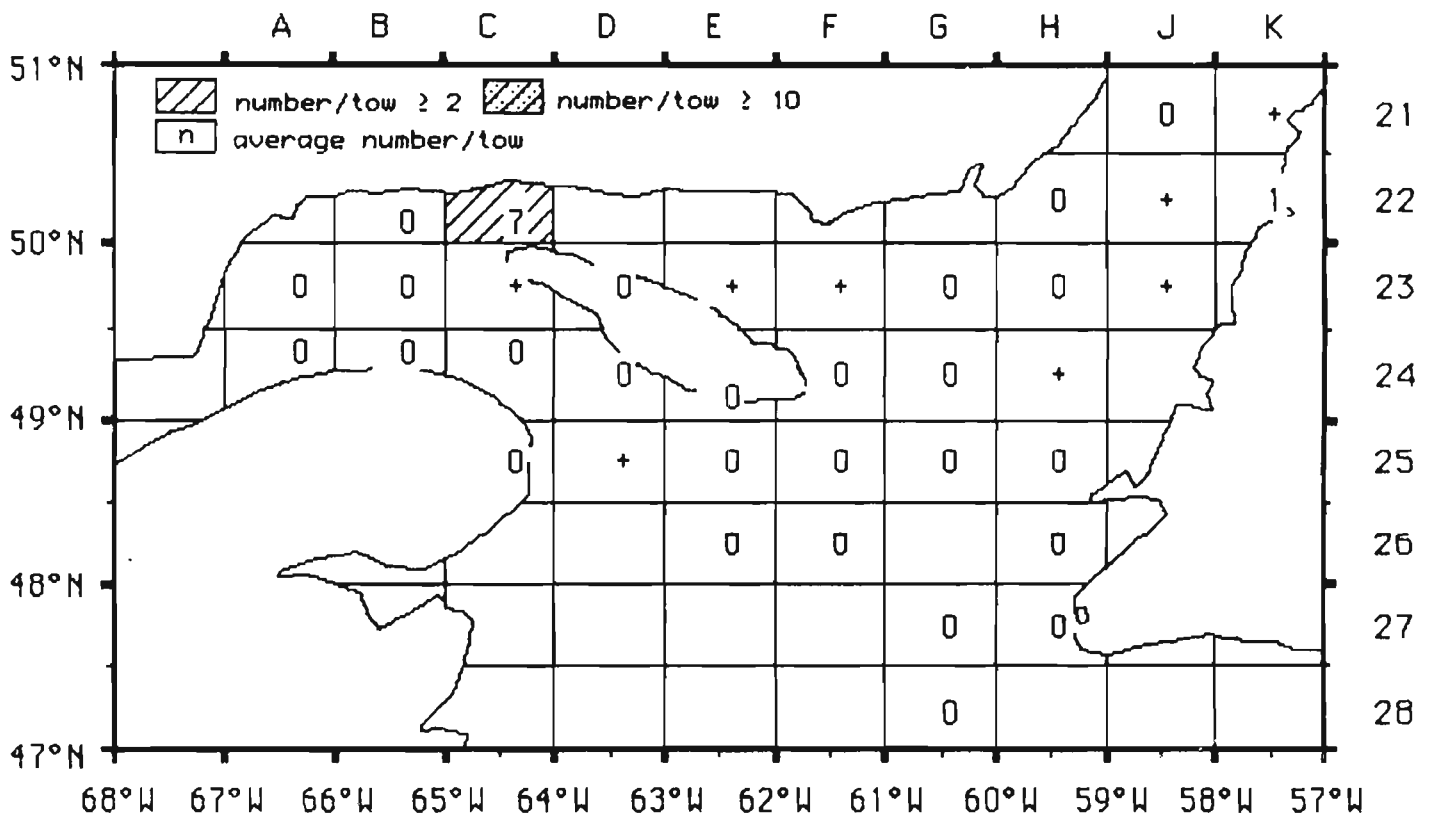 A B C D E F G H J K
51°N
number/tow ≥ 2 number/tow ≥ 10
n average number/tow
0 + 21
0 7 0 + 1 22
50°N
0 0 + 0 + + 0 0 + 23
0 0 0 0 0 0 0 + 24
49°N
0 + 0 0 0 0 25
0 0 0 26
48°N
0 0 27
0 28
47°N
68°W 67°W 66°W 65°W 64°W 63°W 62°W 61°W 60°W 59°W 58°W 57°W